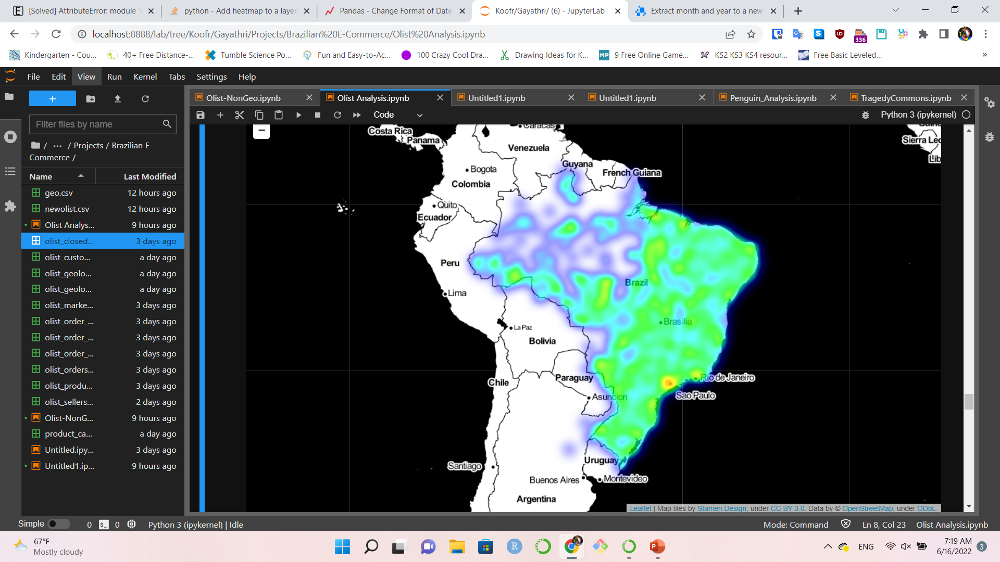 [Solved] AttributeError: module 'n
python - Add heatmap to a layer
Pandas - Change Format of Date
Koofr/Gayathri/ (6) - JupyterLab
Extract month and year to a new
localhost:8888/lab/tree/Koofr/Gayathri/Projects/Brazilian%20E-Commerce/Olist%20Analysis.ipynb
336
Kindergarten - Cou...
40+ Free Distance-...
Tumble Science Po...
Fun and Easy-to-Ac...
100 Crazy Cool Dra...
Drawing Ideas for K...
MP
9 Free Online Game...
KS2 KS3 KS4 resour...
Free Basic Leveled...
»
File Edit View Run Kernel Tabs Settings Help
Olist-NonGeo.ipynb
Olist Analysis.ipynb
Untitled1.ipynb
Untitled1.ipynb
Penguin_Analysis.ipynb
TragedyCommons.ipynb
Code
Python 3 (ipykernel)
Filter files by name
/ ··· / Projects / Brazilian E-
Commerce /
Name Last Modified
geo.csv 12 hours ago
newolist.csv 12 hours ago
Olist Analys... 9 hours ago
olist_closed... 3 days ago
olist_custo... a day ago
olist_geolo... a day ago
olist_geolo... a day ago
olist_marke... 3 days ago
olist_order_... 3 days ago
olist_order_... 3 days ago
olist_order_... 3 days ago
olist_orders... 3 days ago
olist_produ... 3 days ago
olist_sellers... 2 days ago
Olist-NonG... 9 hours ago
product_ca... a day ago
Untitled.ipy... 3 days ago
Untitled1.ip... 9 hours ago
Caracas
Costa Rica
Panama
Venezuela
Guyana
French Guiana
Sierra Leo
Lib
Bogota
Colombia
Quito
Ecuador
Peru
Brazil
Lima
Brasilia
La Paz
Bolivia
Paraguay
Rio de Janeiro
Chile
Sao Paulo
Asuncion
Uruguay
Santiago
Buenos Aires
Montevideo
Argentina
Leaflet | Map tiles by Stamen Design, under CC BY 3.0. Data by © OpenStreetMap, under ODbL.
Simple 0 0 Python 3 (ipykernel) | Idle
Mode: Command Ln 8, Col 23 Olist Analysis.ipynb
67°F
Mostly cloudy
ENG
7:19 AM
6/16/2022
3